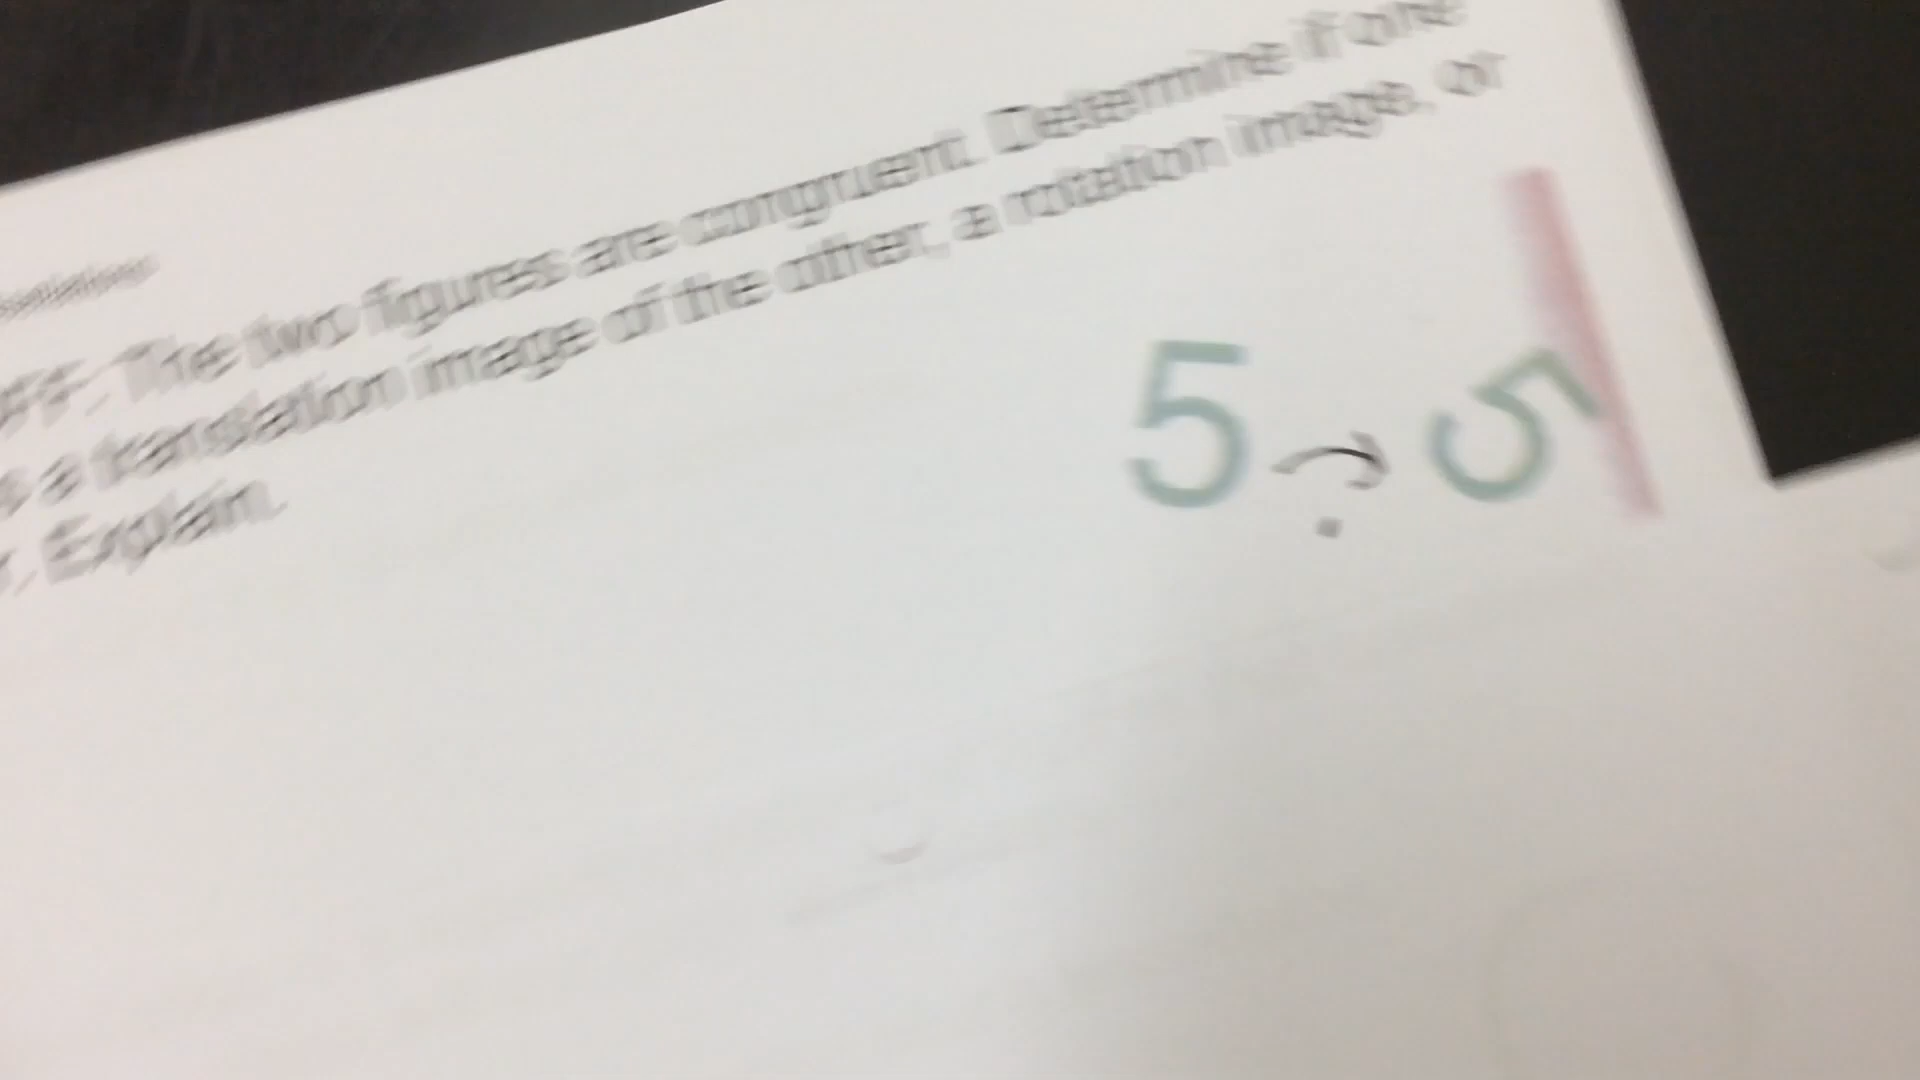 The two figures are congruent. Determine if one
a translation image of the other, a rotation image, or
Explain.
5 5